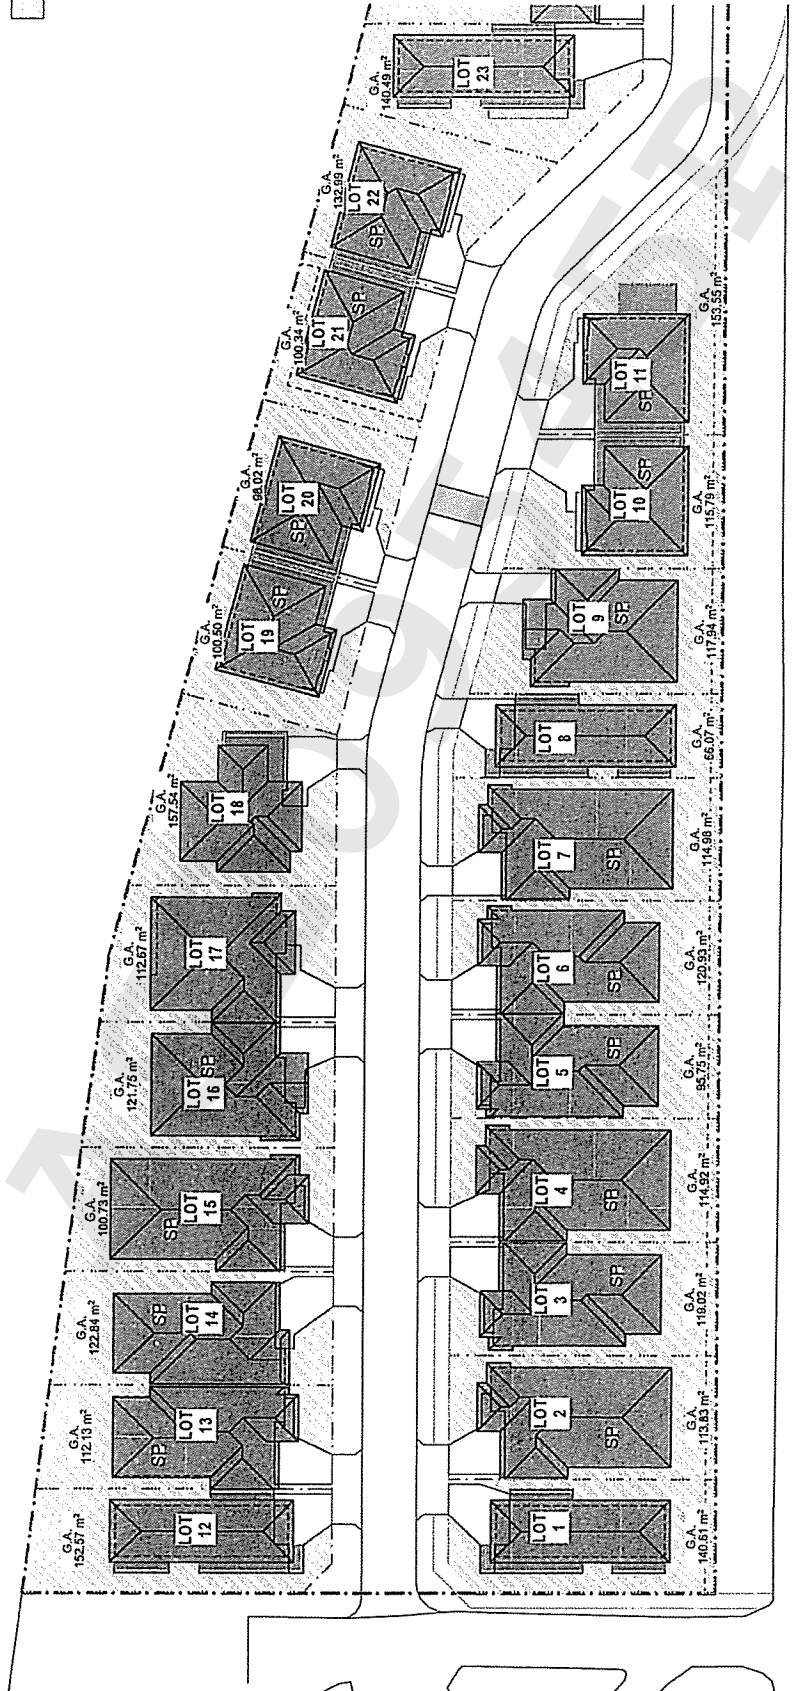 G.A.
152.57 m²
LOT
12
G.A.
112.13 m²
SP.
LOT
13
G.A.
122.84 m²
SP.
LOT
14
G.A.
100.73 m²
SP.
LOT
15
G.A.
121.75 m²
SP.
LOT
16
G.A.
112.67 m²
LOT
17
G.A.
157.54 m²
LOT
18
G.A.
100.50 m²
LOT
19
SP.
G.A.
98.02 m²
LOT
20
SP.
G.A.
100.34 m²
LOT
21
SP.
G.A.
132.99 m²
LOT
22
SP.
G.A.
140.49 m²
LOT
23
LOT
1
G.A.
140.61 m²
LOT
2
SP.
G.A.
113.83 m²
LOT
3
SP.
G.A.
119.02 m²
LOT
4
SP.
G.A.
114.92 m²
LOT
5
SP.
G.A.
95.75 m²
LOT
6
SP.
G.A.
120.93 m²
LOT
7
SP.
G.A.
114.98 m²
LOT
8
G.A.
66.07 m²
LOT
9
SP.
G.A.
117.94 m²
LOT
10
SP.
G.A.
115.79 m²
LOT
11
SP.
G.A.
153.55 m²